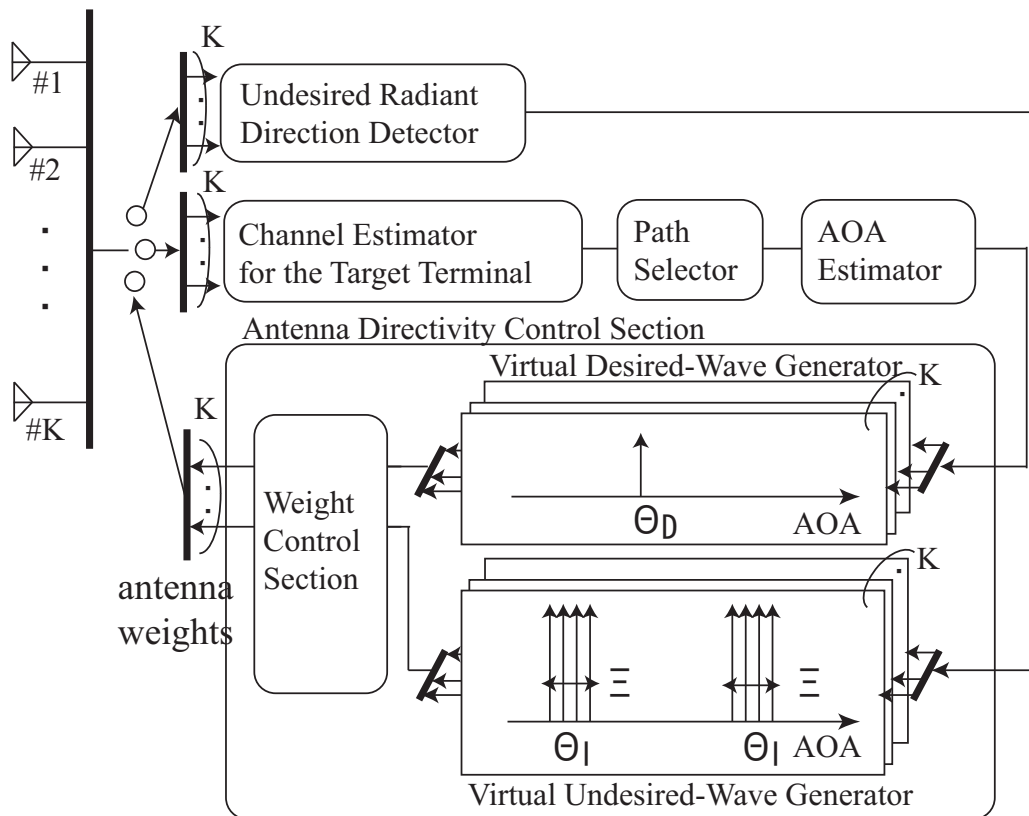 #1
#2
#K
K
Undesired Radiant
Direction Detector
K
Channel Estimator
for the Target Terminal
Path
Selector
AOA
Estimator
Antenna Directivity Control Section
Virtual Desired-Wave Generator
K
ΘD
AOA
K
Weight
Control
Section
antenna
weights
K
Ξ
Ξ
ΘI
ΘI
AOA
Virtual Undesired-Wave Generator